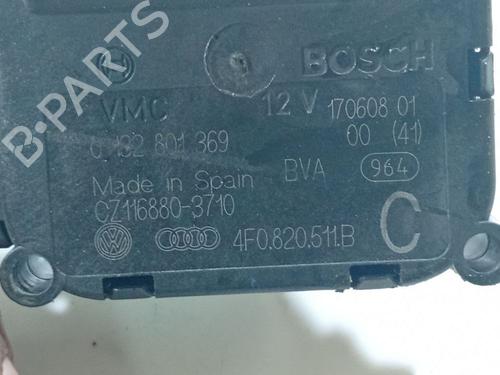 BOSCH
VMC 12 V 170608 01
0 132 801 369 00 (41)
Made in Spain BVA 964
CZ116880-3710
4F0.820.511.B C
B-PARTS